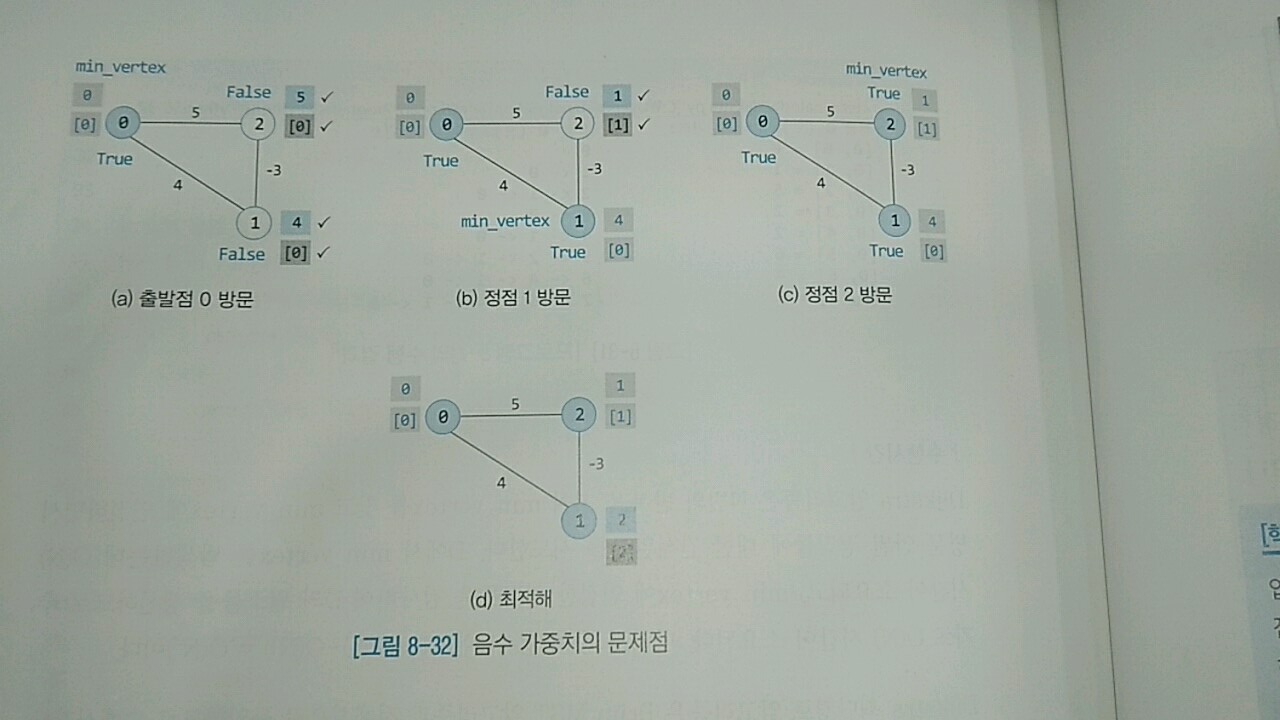 min_vertex
0 False 5 ✓
[0] 0 5 2 [0] ✓
True
4 -3
1 4 ✓
False [0] ✓
(a) 출발점 0 방문
0 False 1 ✓
[0] 0 5 2 [1] ✓
True
4 -3
min_vertex 1 4
True [0]
(b) 정점 1 방문
min_vertex
0 True 1
[0] 0 5 2 [1]
True
4 -3
1 4
True [0]
(c) 정점 2 방문
0 1
[0] 0 5 2 [1]
4 -3
1 2
[2]
(d) 최적해
[그림 8-32] 음수 가중치의 문제점